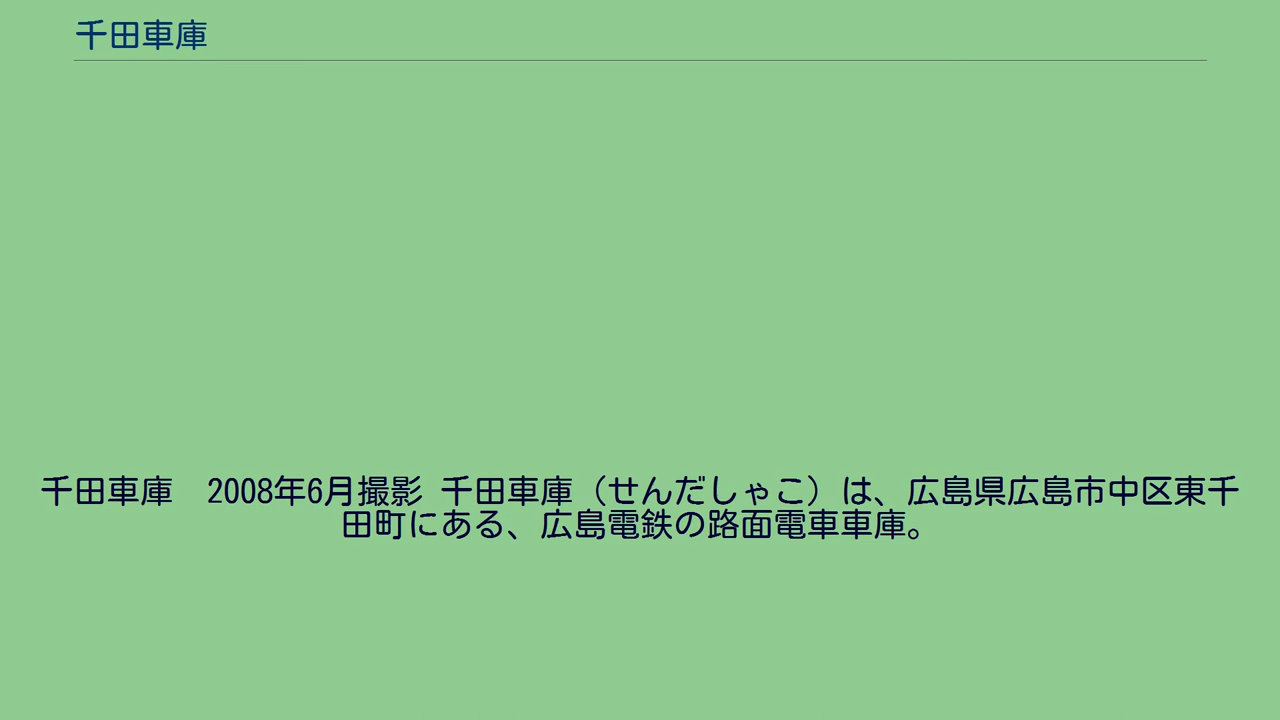 千田車庫
千田車庫　2008年6月撮影 千田車庫（せんだしゃこ）は、広島県広島市中区東千
田町にある、広島電鉄の路面電車車庫。